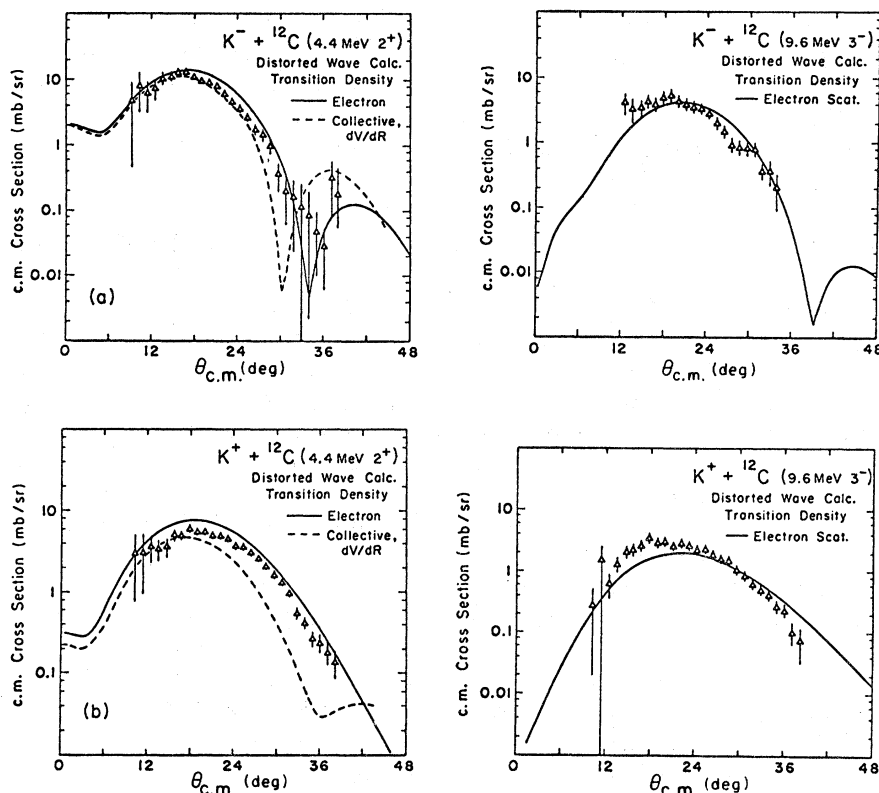 K⁻ + ¹²C (4.4 MeV 2⁺)
Distorted Wave Calc.
Transition Density
Electron
Collective,
dV/dR
10
1
0.1
0.01
c.m. Cross Section (mb/sr)
(a)
0 12 24 36 48
θc.m. (deg)
K⁻ + ¹²C (9.6 MeV 3⁻)
Distorted Wave Calc.
Transition Density
Electron Scat.
10
1
0.1
0.01
c.m. Cross Section (mb/sr)
0 12 24 36 48
θc.m. (deg)
K⁺ + ¹²C (4.4 MeV 2⁺)
Distorted Wave Calc.
Transition Density
Electron
Collective,
dV/dR
10
1
0.1
c.m. Cross Section (mb/sr)
(b)
0 12 24 36 48
θc.m. (deg)
K⁺ + ¹²C (9.6 MeV 3⁻)
Distorted Wave Calc.
Transition Density
Electron Scat.
10
1
0.1
0.01
c.m. Cross Section (mb/sr)
0 12 24 36 48
θc.m. (deg)